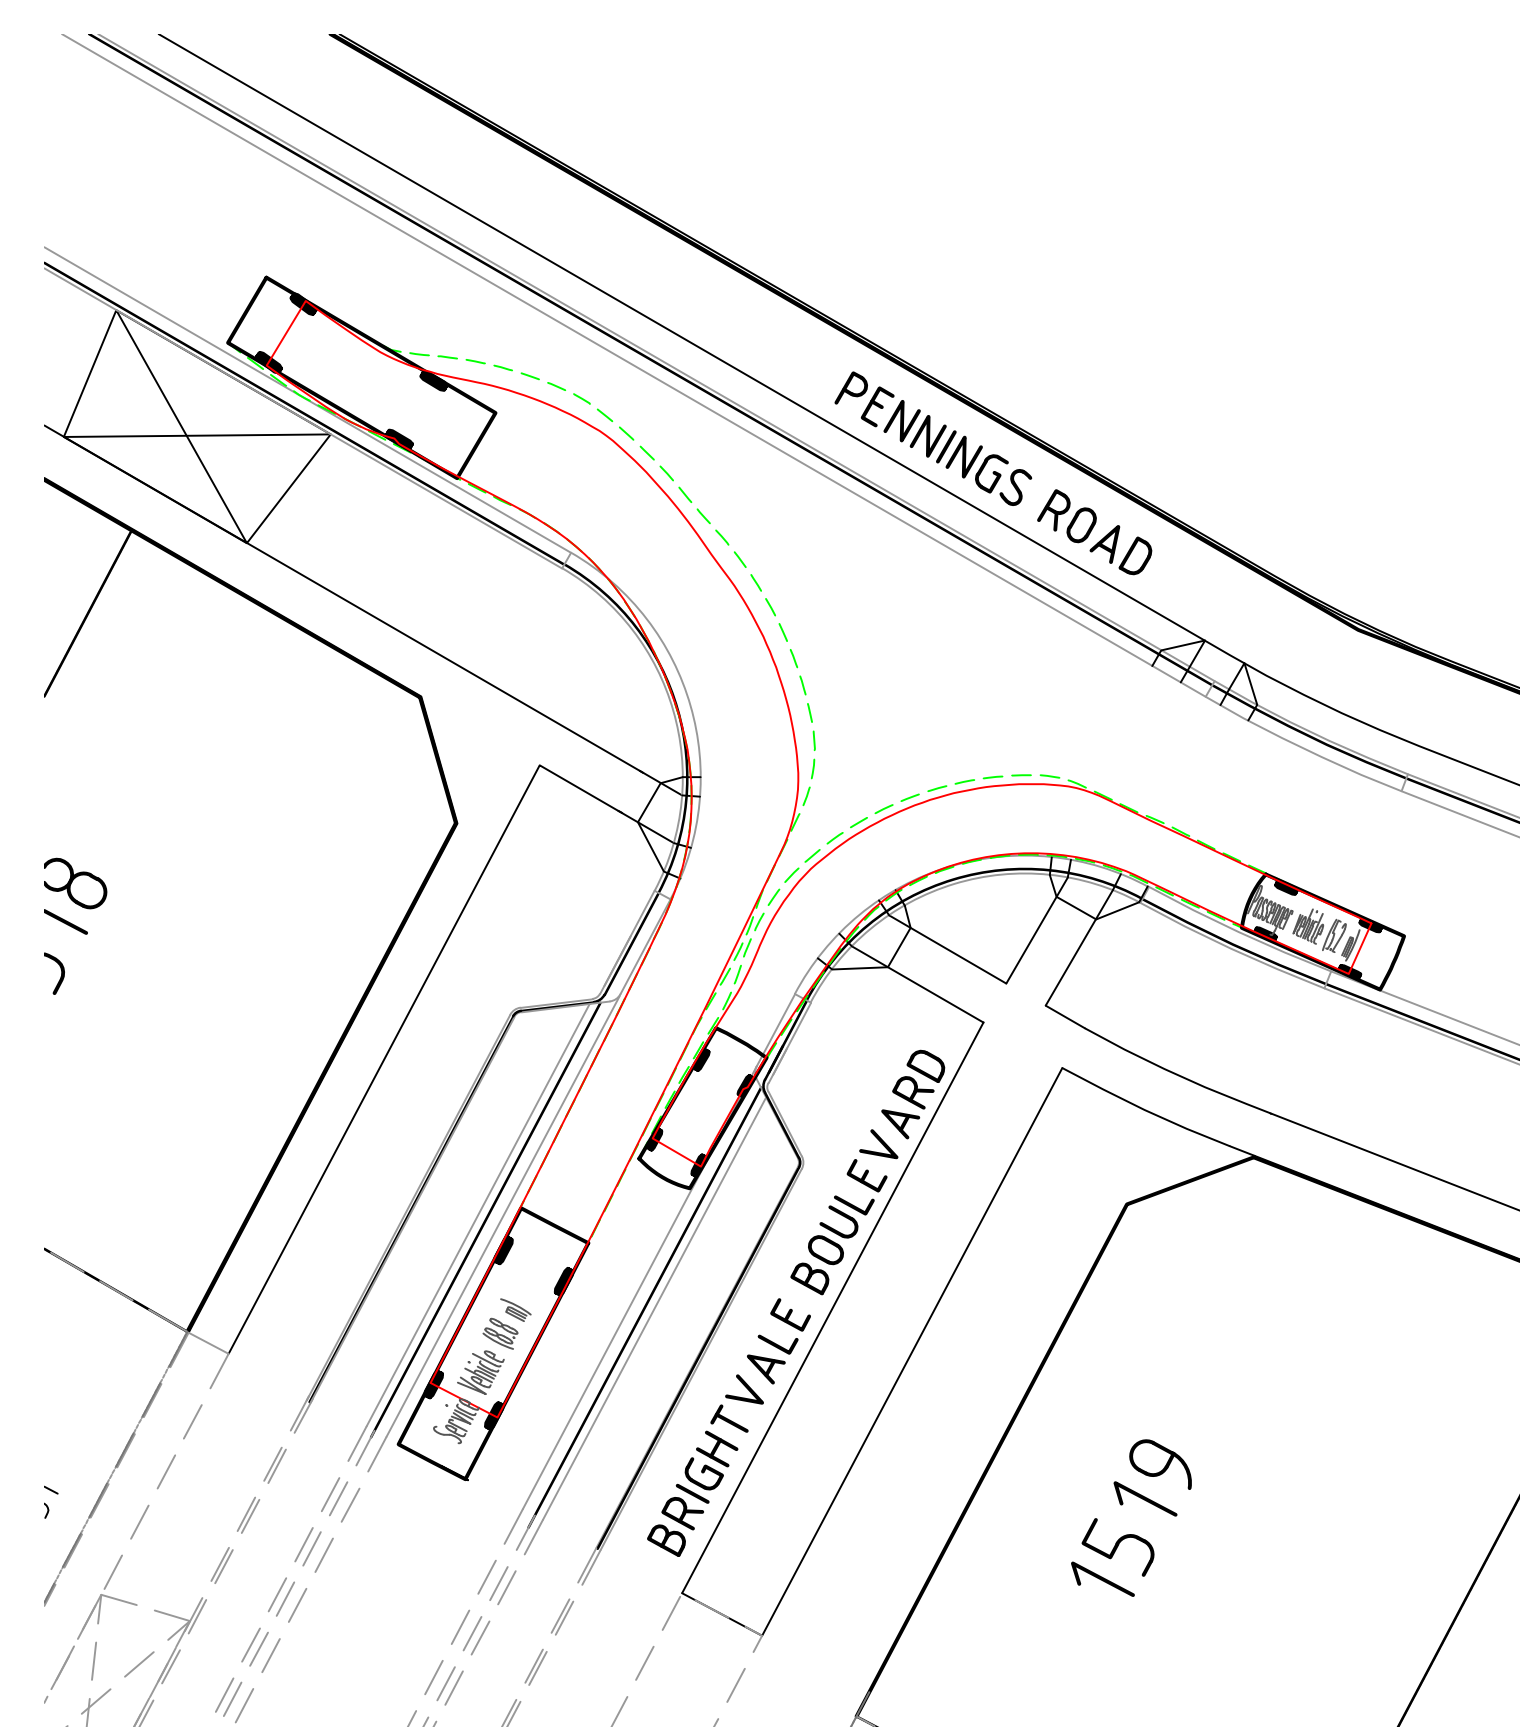 PENNINGS ROAD
Passenger vehicle (5.2 m)
BRIGHTVALE BOULEVARD
Service Vehicle (8.8 m)
1519